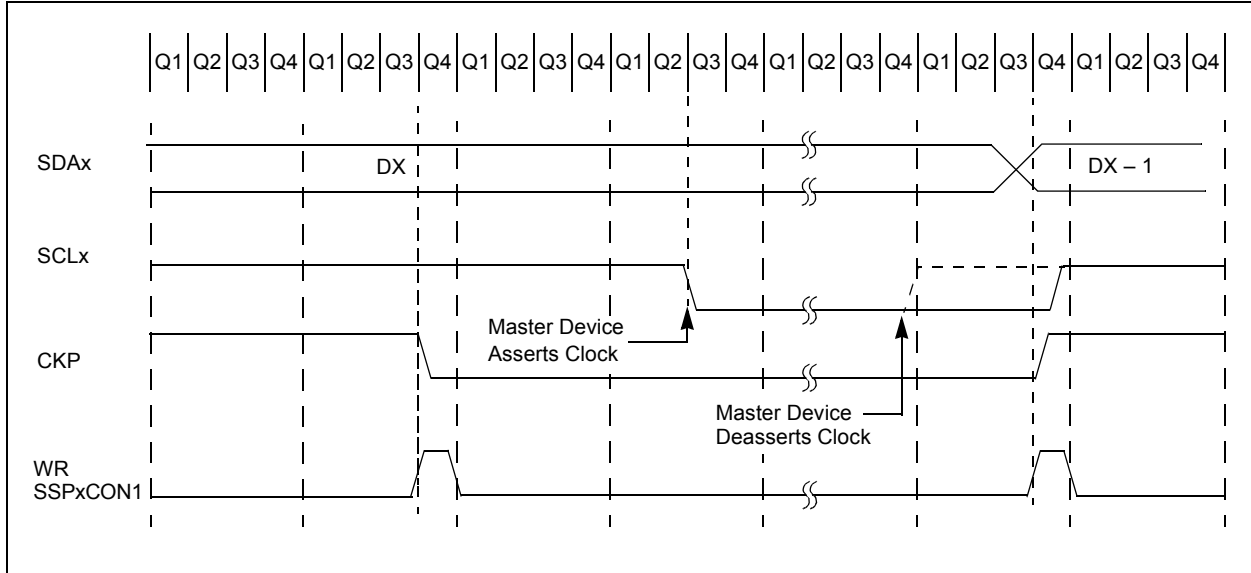 Q1 Q2 Q3 Q4 Q1 Q2 Q3 Q4 Q1 Q2 Q3 Q4 Q1 Q2 Q3 Q4 Q1 Q2 Q3 Q4 Q1 Q2 Q3 Q4 Q1 Q2 Q3 Q4
SDAx
DX
DX – 1
SCLx
Master Device
Asserts Clock
CKP
Master Device
Deasserts Clock
WR
SSPxCON1